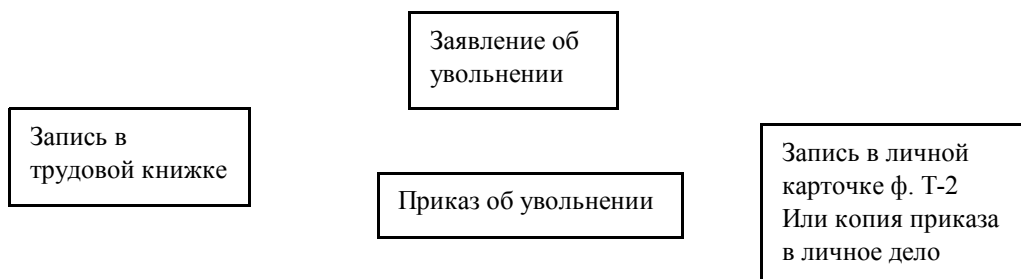 Заявление об
увольнении
Запись в
трудовой книжке
Приказ об увольнении
Запись в личной
карточке ф. Т-2
Или копия приказа
в личное дело